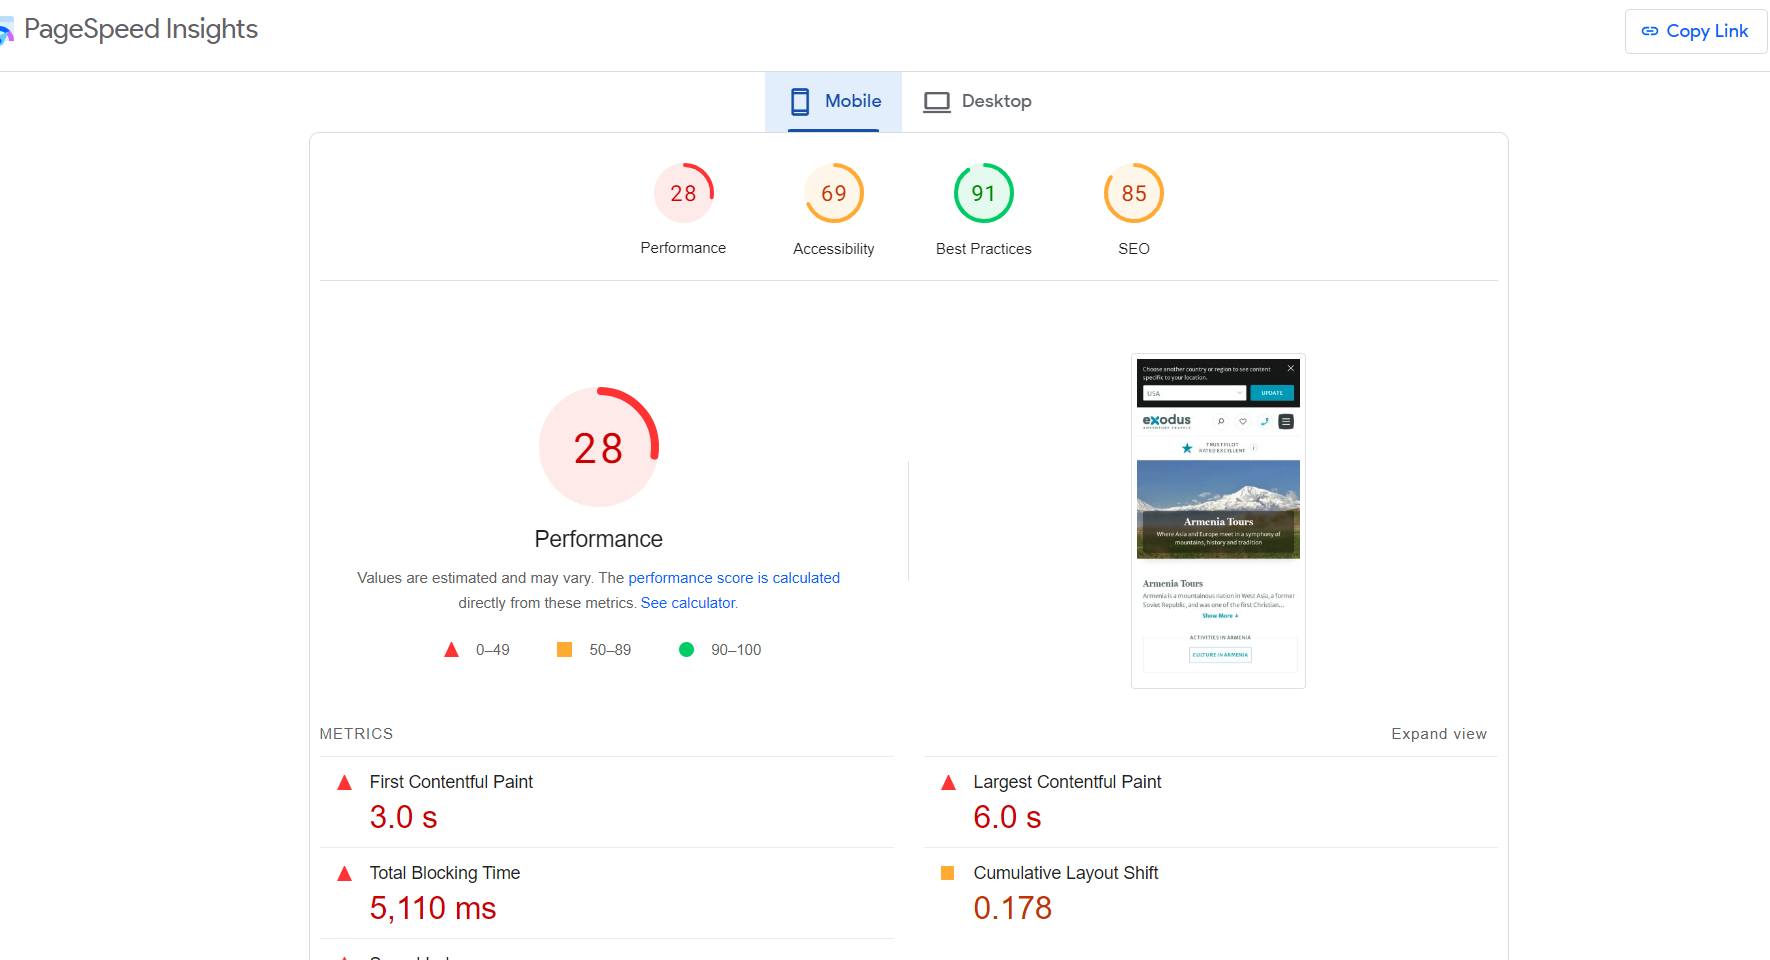 PageSpeed Insights
Copy Link
Mobile
Desktop
28
69
91
85
Performance
Accessibility
Best Practices
SEO
28
Performance
Values are estimated and may vary. The performance score is calculated
directly from these metrics. See calculator.
0–49
50–89
90–100
Choose another country or region to see content
specific to your location.
USA
UPDATE
exodus
ADVENTURE TRAVELS
TRUSTPILOT
RATED EXCELLENT
Armenia Tours
Where Asia and Europe meet in a symphony of
mountains, history and tradition
Armenia Tours
Armenia is a mountainous nation in West Asia, a former
Soviet Republic, and was one of the first Christian...
Show More +
ACTIVITIES IN ARMENIA
CULTURE IN ARMENIA
METRICS
Expand view
First Contentful Paint
3.0 s
Largest Contentful Paint
6.0 s
Total Blocking Time
5,110 ms
Cumulative Layout Shift
0.178